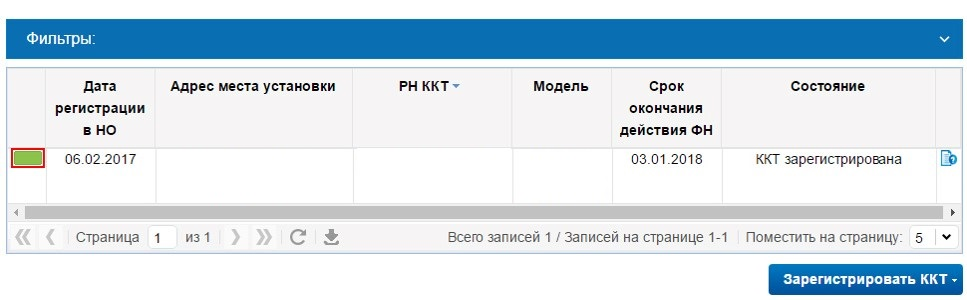 Фильтры:
Дата регистрации в НО
Адрес места установки
РН ККТ
Модель
Срок окончания действия ФН
Состояние
06.02.2017
03.01.2018
ККТ зарегистрирована
Страница 1 из 1
Всего записей 1 / Записей на странице 1-1
Поместить на страницу: 5
Зарегистрировать ККТ